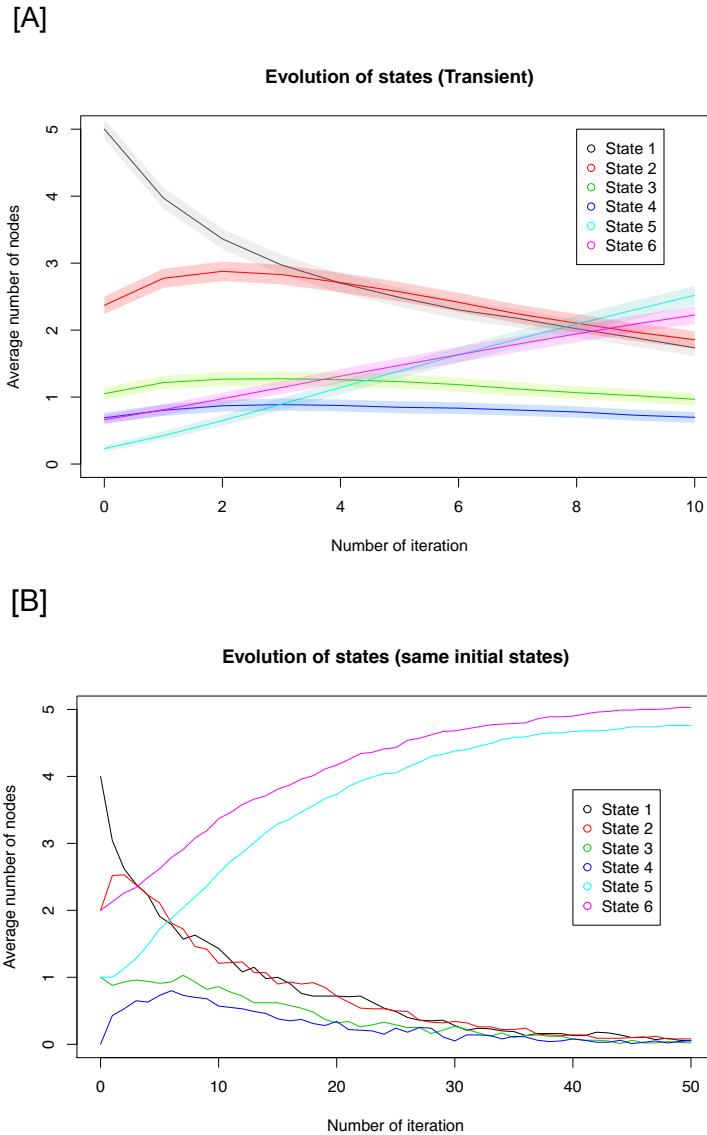 [A]
Evolution of states (Transient)
Average number of nodes
5
4
3
2
1
0
State 1
State 2
State 3
State 4
State 5
State 6
0 2 4 6 8 10
Number of iteration
[B]
Evolution of states (same initial states)
Average number of nodes
5
4
3
2
1
0
State 1
State 2
State 3
State 4
State 5
State 6
0 10 20 30 40 50
Number of iteration